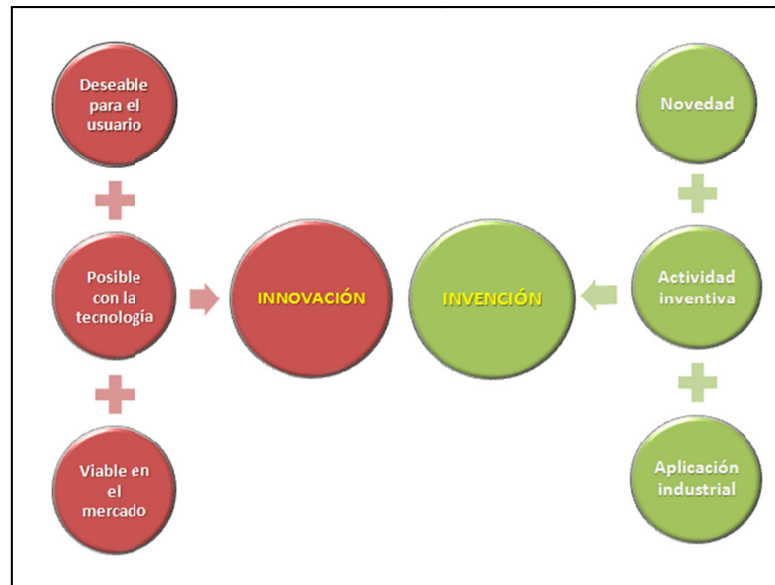 Deseable
para el
usuario
Posible
con la
tecnología
Viable en
el
mercado
INNOVACIÓN
INVENCIÓN
Novedad
Actividad
inventiva
Aplicación
industrial